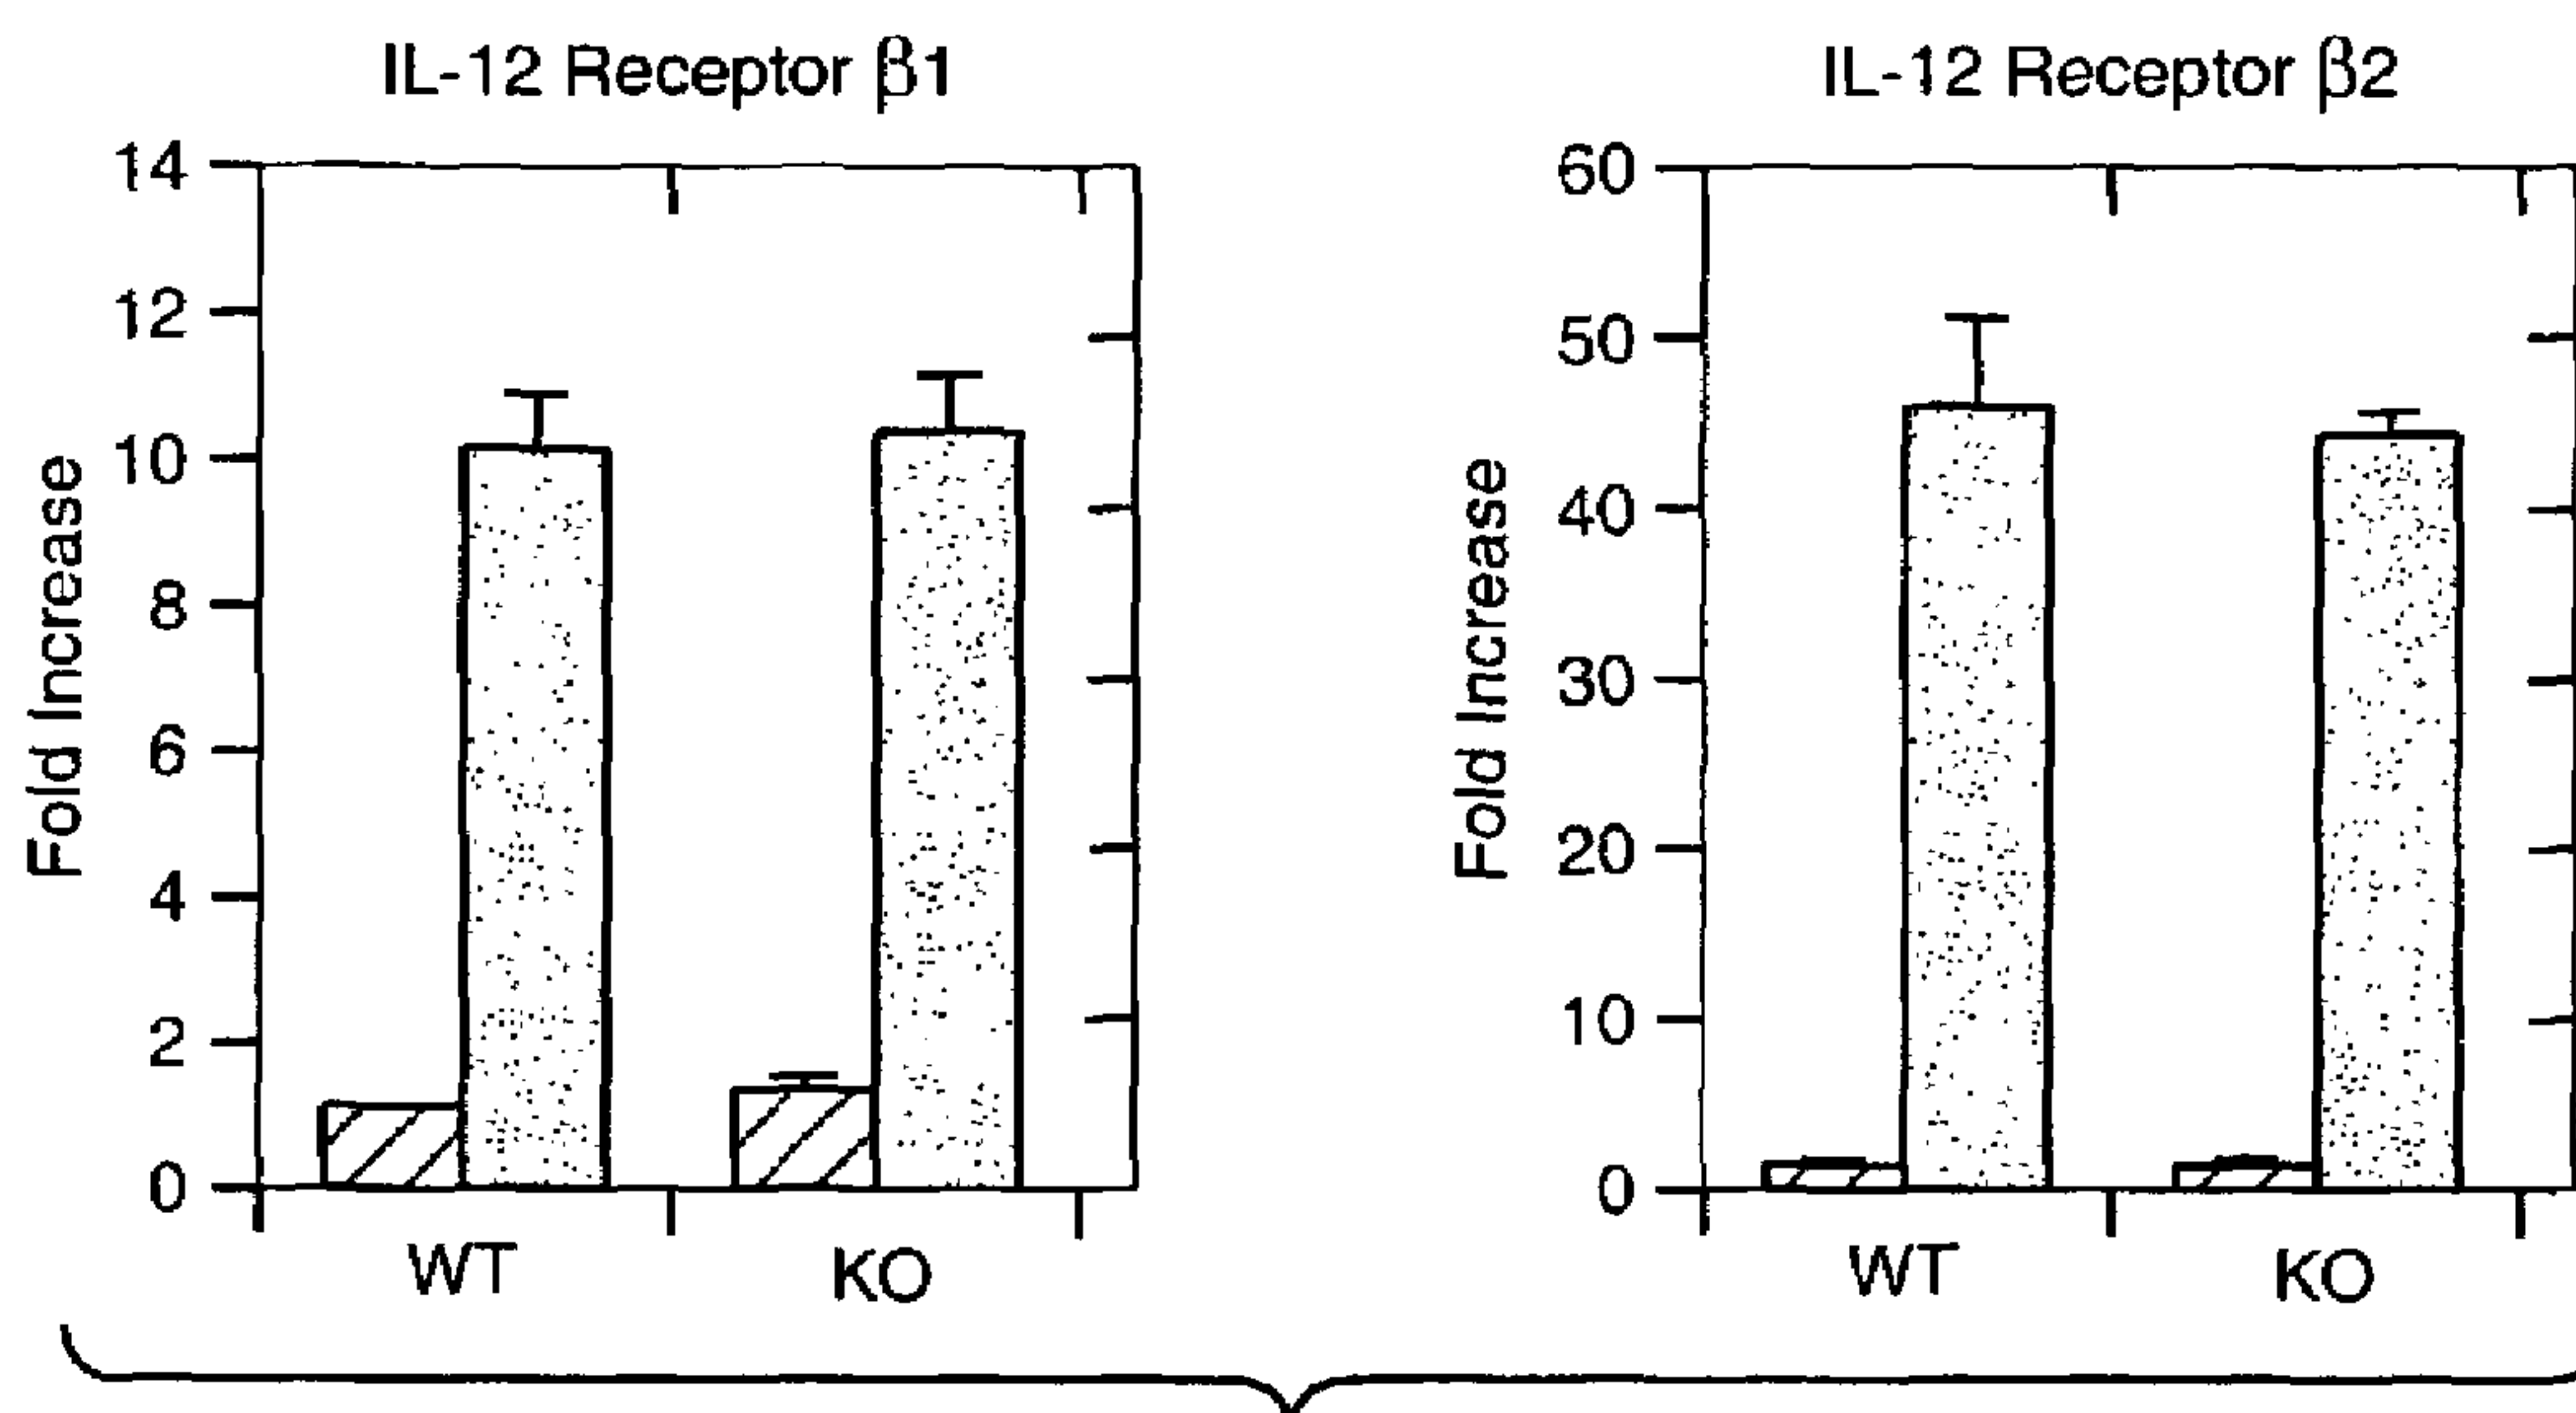 IL-12 Receptor β1
14
12
10
8
6
4
2
0
Fold Increase
WT
KO
IL-12 Receptor β2
60
50
40
30
20
10
0
Fold Increase
WT
KO